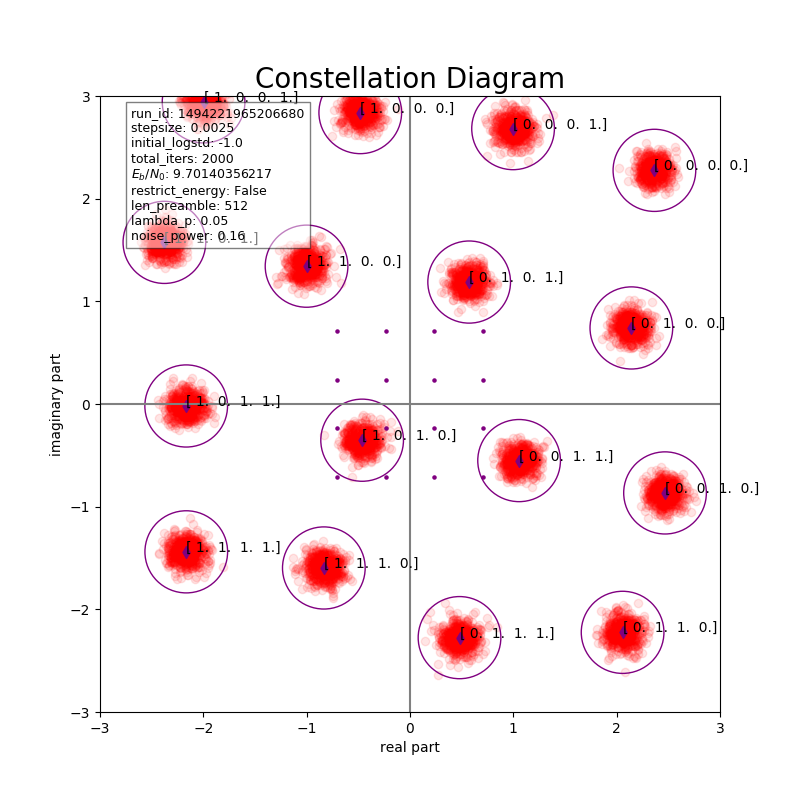 Constellation Diagram
[ 1. 0. 0. 1.]
[ 1. 0. 0. 0.]
[ 0. 0. 0. 1.]
[ 0. 0. 0. 0.]
run_id: 1494221965206680
stepsize: 0.0025
initial_logstd: -1.0
total_iters: 2000
E_b/N_0: 9.70140356217
restrict_energy: False
len_preamble: 512
lambda_p: 0.05
noise_power: 0.16
0. 1.]
[ 1. 1. 0. 0.]
[ 0. 1. 0. 1.]
[ 0. 1. 0. 0.]
[ 1. 0. 1. 1.]
[ 1. 0. 1. 0.]
[ 0. 0. 1. 1.]
[ 0. 0. 1. 0.]
[ 1. 1. 1. 1.]
[ 1. 1. 1. 0.]
[ 0. 1. 1. 1.]
[ 0. 1. 1. 0.]
3
2
1
0
−1
−2
−3
imaginary part
−3 −2 −1 0 1 2 3
real part